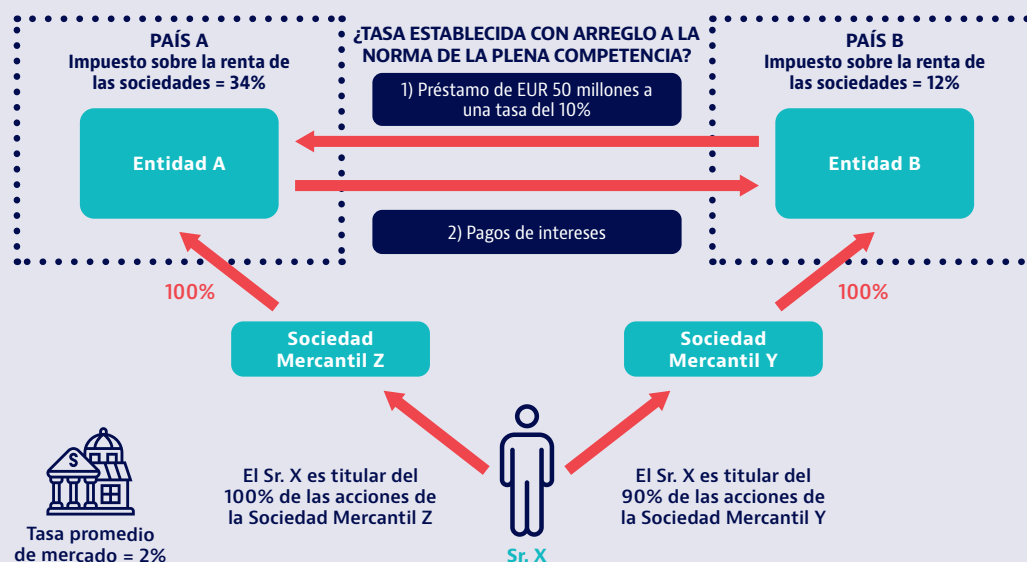 PAÍS A
Impuesto sobre la renta de
las sociedades = 34%
¿TASA ESTABLECIDA CON ARREGLO A LA
NORMA DE LA PLENA COMPETENCIA?
PAÍS B
Impuesto sobre la renta de
las sociedades = 12%
1) Préstamo de EUR 50 millones a
una tasa del 10%
Entidad A
Entidad B
2) Pagos de intereses
100%
100%
Sociedad
Mercantil Z
Sociedad
Mercantil Y
El Sr. X es titular del
100% de las acciones de
la Sociedad Mercantil Z
El Sr. X es titular del
90% de las acciones de
la Sociedad Mercantil Y
$
Tasa promedio
de mercado = 2%
Sr. X